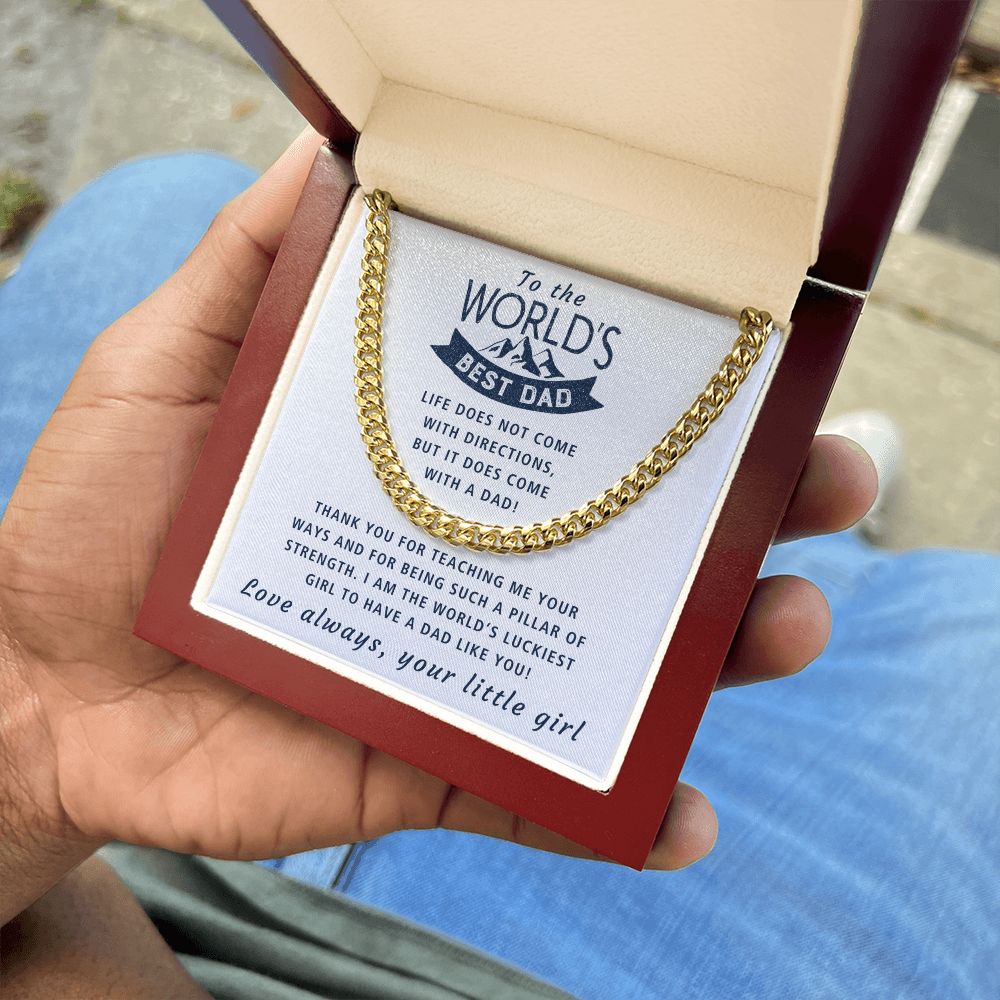 To the
WORLD'S
BEST DAD
LIFE DOES NOT COME
WITH DIRECTIONS,
BUT IT DOES COME
WITH A DAD!
THANK YOU FOR TEACHING ME YOUR
WAYS AND FOR BEING SUCH A PILLAR OF
STRENGTH. I AM THE WORLD'S LUCKIEST
GIRL TO HAVE A DAD LIKE YOU!
Love always, your little girl